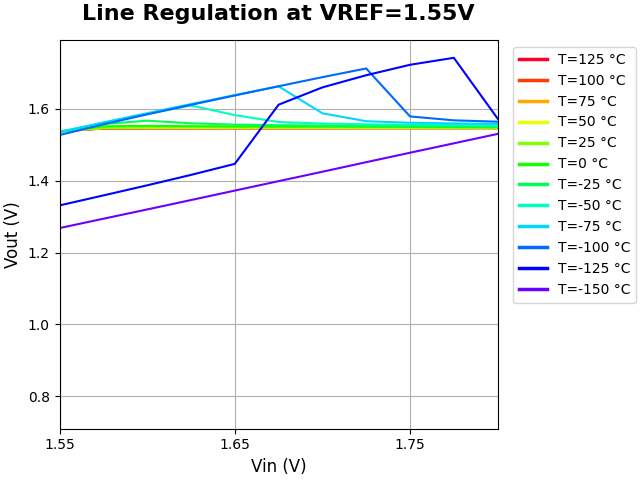 Line Regulation at VREF=1.55V
Vout (V)
1.6
1.4
1.2
1.0
0.8
1.55
1.65
1.75
Vin (V)
T=125 °C
T=100 °C
T=75 °C
T=50 °C
T=25 °C
T=0 °C
T=-25 °C
T=-50 °C
T=-75 °C
T=-100 °C
T=-125 °C
T=-150 °C